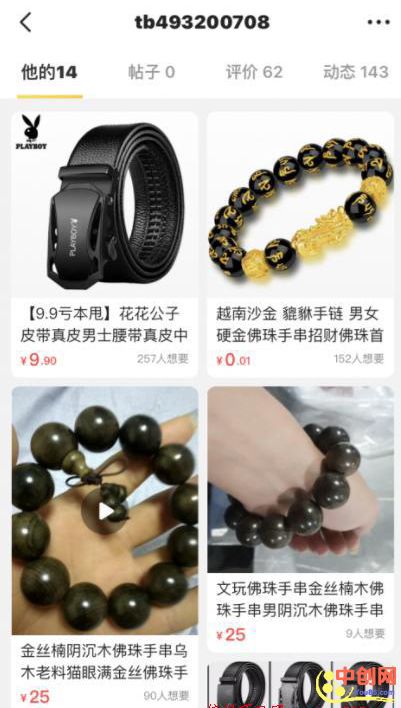 tb493200708
他的14 帖子 0 评价 62 动态 143
PLAYBOY
PLAYBOY
【9.9亏本甩】花花公子
皮带真皮男士腰带真皮中
¥9.90 257人想要
越南沙金 貔貅手链 男女
硬金佛珠手串招财佛珠首
¥0.01 152人想要
金丝楠阴沉木佛珠手串乌
木老料猫眼满金丝佛珠手
¥25 90人想要
文玩佛珠手串金丝楠木佛
珠手串男阴沉木佛珠手串
¥25 9人想要
中创网